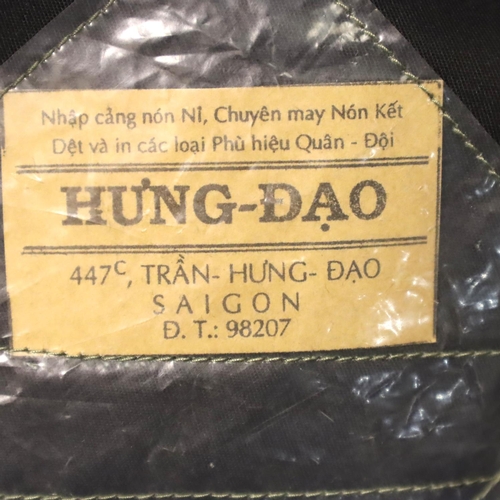 Nhập cảng nón Nỉ, Chuyên may Nón Kết
Dệt và in các loại Phù hiệu Quân - Đội
HƯNG-ĐẠO
447C, TRẦN- HƯNG- ĐẠO
SAIGON
Đ. T.: 98207